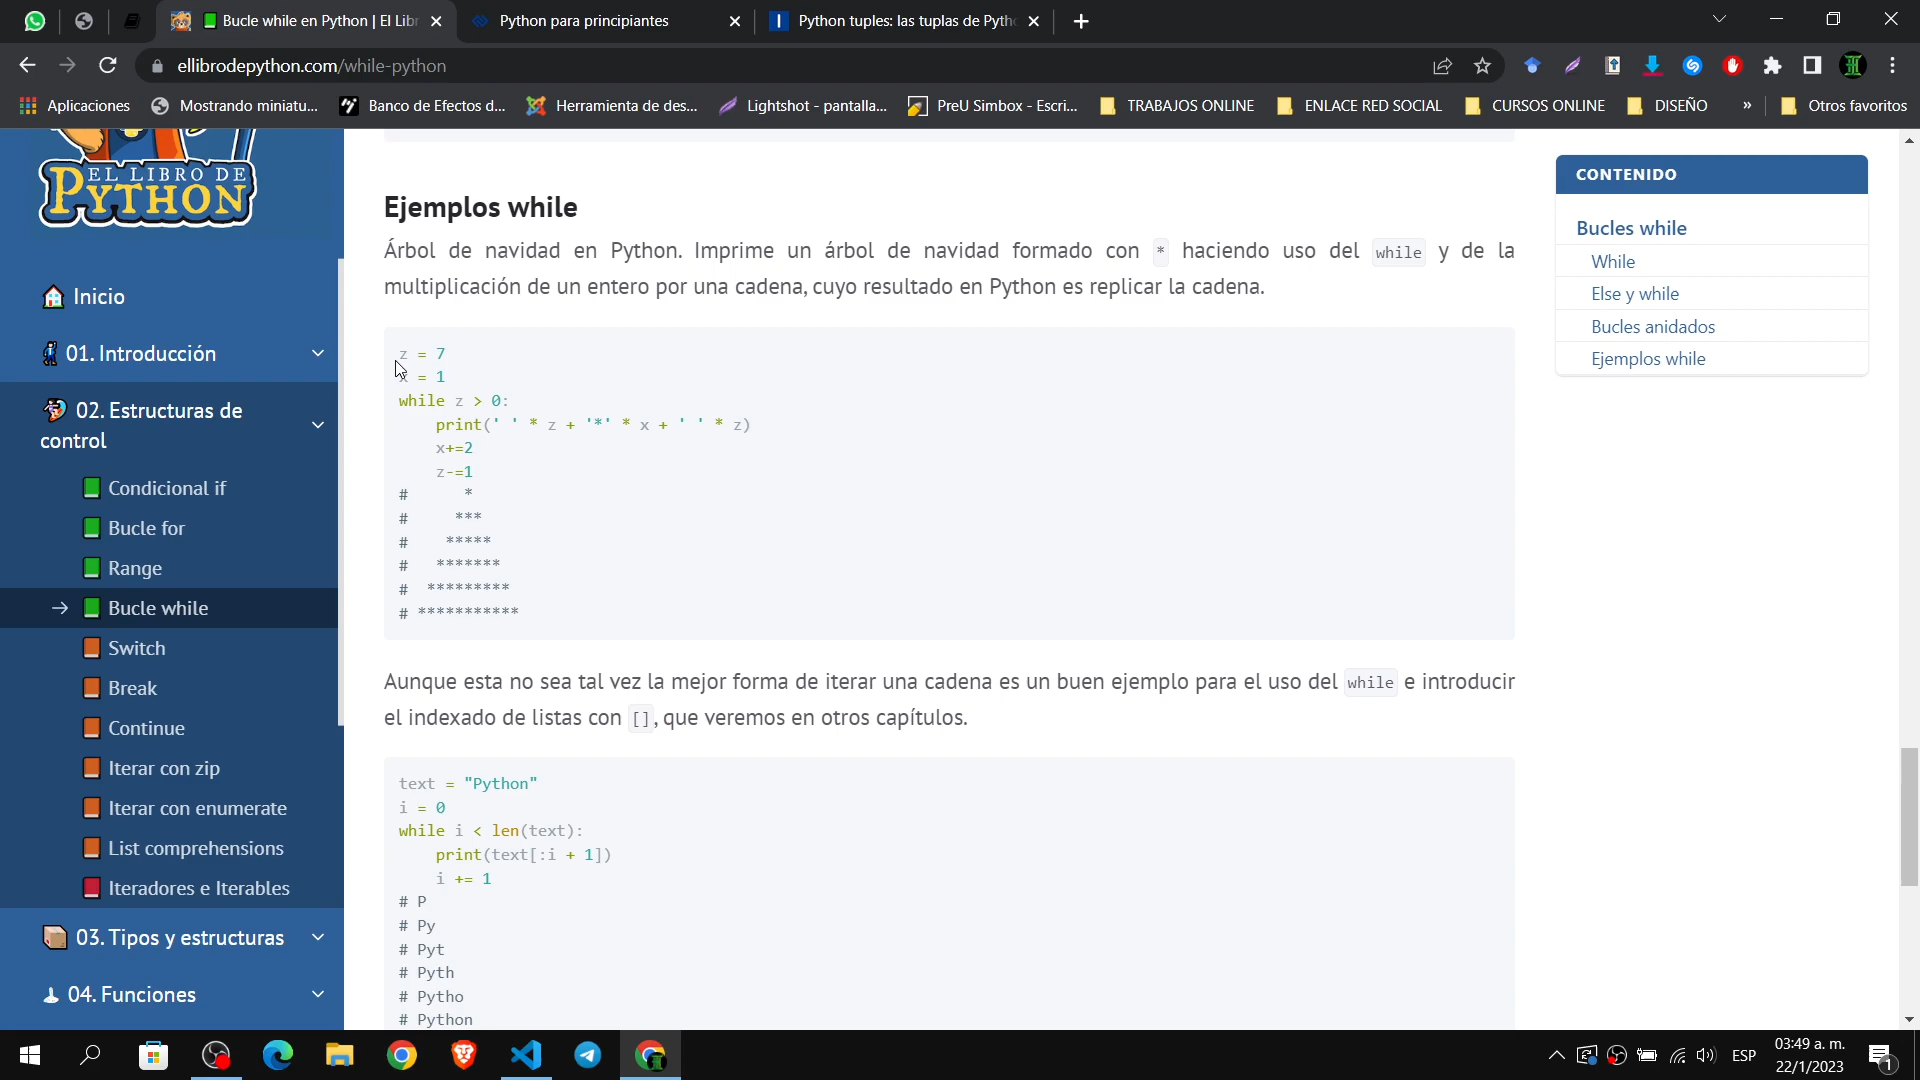 Bucle while en Python | El Libr
Python para principiantes
Python tuples: las tuplas de Pyth
ellibrodepython.com/while-python
Aplicaciones
Mostrando miniatu...
Banco de Efectos d...
Herramienta de des...
Lightshot - pantalla...
PreU Simbox - Escri...
TRABAJOS ONLINE
ENLACE RED SOCIAL
CURSOS ONLINE
DISEÑO
»
Otros favoritos
EL LIBRO DE
PYTHON
Inicio
01. Introducción
02. Estructuras de
control
Condicional if
Bucle for
Range
→ Bucle while
Switch
Break
Continue
Iterar con zip
Iterar con enumerate
List comprehensions
Iteradores e Iterables
03. Tipos y estructuras
04. Funciones
Ejemplos while
Árbol de navidad en Python. Imprime un árbol de navidad formado con * haciendo uso del while y de la
multiplicación de un entero por una cadena, cuyo resultado en Python es replicar la cadena.
z = 7
x = 1
while z > 0:
    print(' ' * z + '*' * x + ' ' * z)
    x+=2
    z-=1
#      *
#     ***
#    *****
#   *******
#  *********
# ***********
Aunque esta no sea tal vez la mejor forma de iterar una cadena es un buen ejemplo para el uso del while e introducir
el indexado de listas con [], que veremos en otros capítulos.
text = "Python"
i = 0
while i < len(text):
    print(text[:i + 1])
    i += 1
# P
# Py
# Pyt
# Pyth
# Pytho
# Python
CONTENIDO
Bucles while
While
Else y while
Bucles anidados
Ejemplos while
ESP
03:49 a. m.
22/1/2023
1